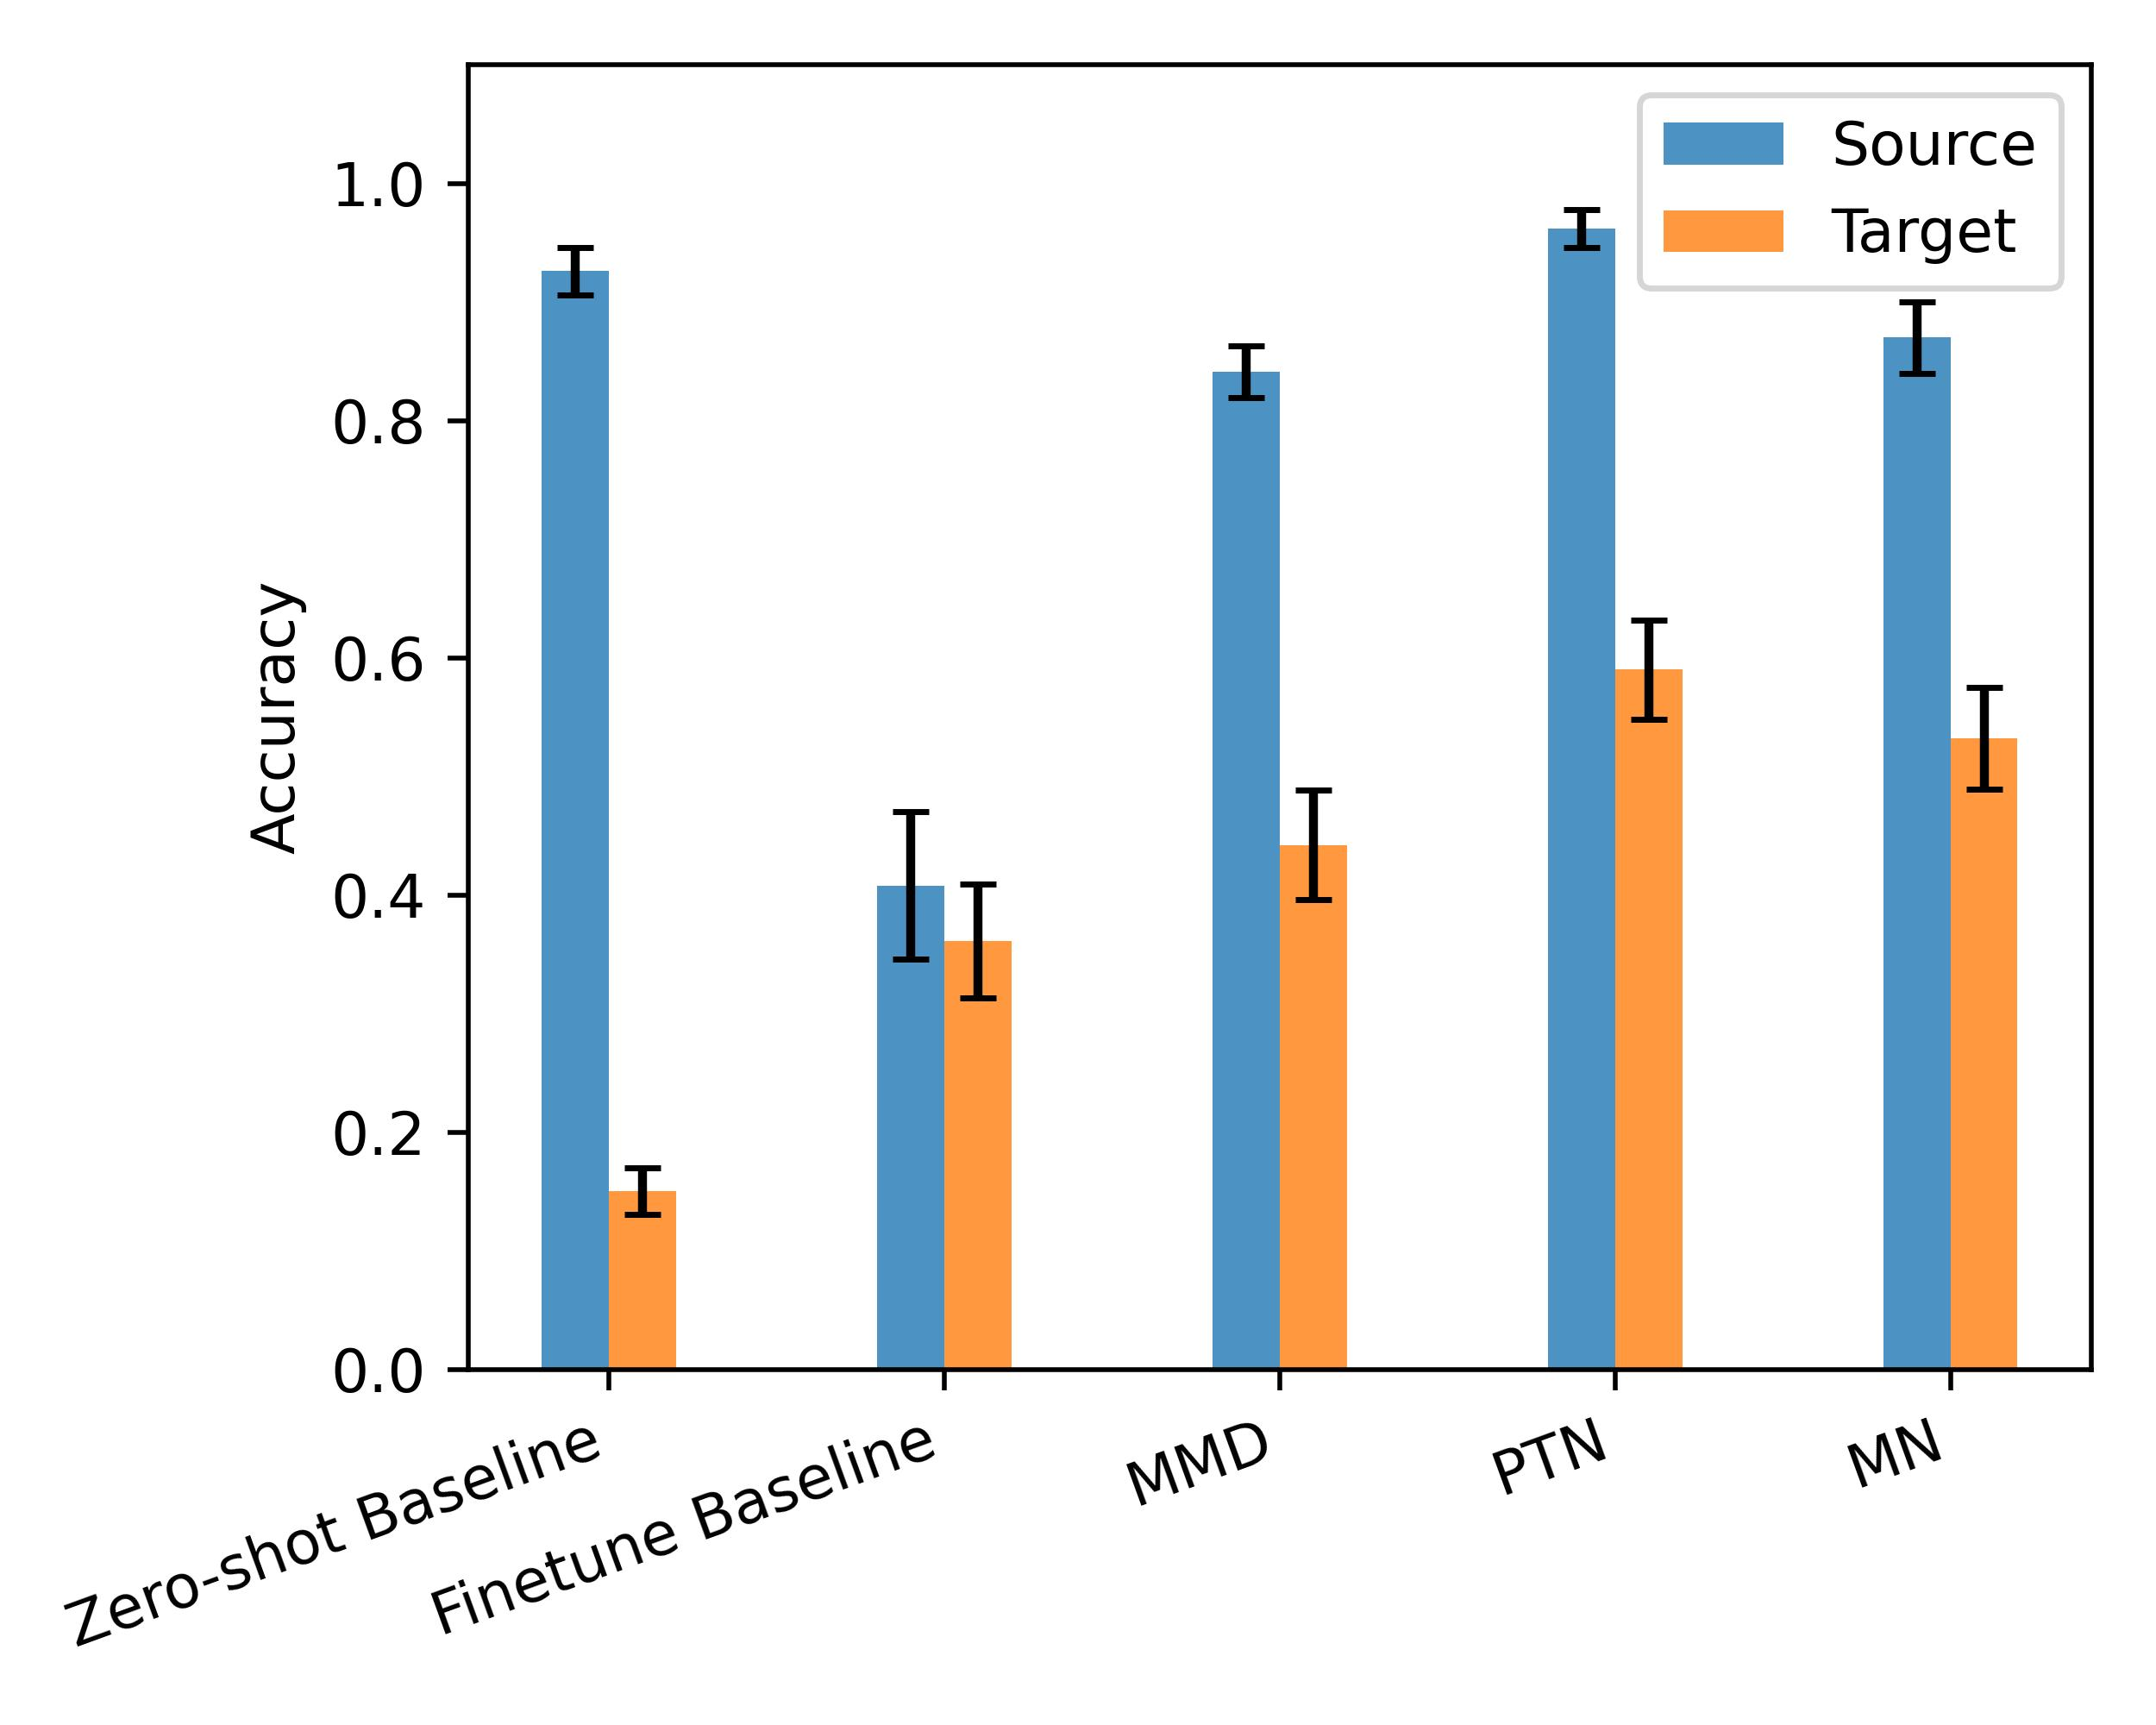 Source
Target
1.0
0.8
0.6
0.4
0.2
0.0
Accuracy
Zero-shot Baseline
Finetune Baseline
MMD
PTN
MN